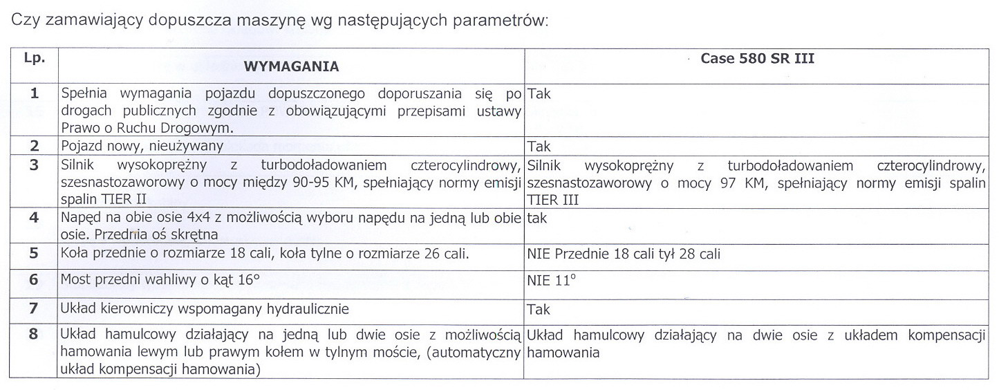 Czy zamawiający dopuszcza maszynę wg następujących parametrów:
Lp.
WYMAGANIA
Case 580 SR III
1
Spełnia wymagania pojazdu dopuszczonego doporuszania się po
drogach publicznych zgodnie z obowiązującymi przepisami ustawy
Prawo o Ruchu Drogowym.
Tak
2
Pojazd nowy, nieużywany
Tak
3
Silnik wysokoprężny z turbodoładowaniem czterocylindrowy,
szesnastozaworowy o mocy między 90-95 KM, spełniający normy emisji
spalin TIER II
Silnik wysokoprężny z turbodoładowaniem czterocylindrowy,
szesnastozaworowy o mocy 97 KM, spełniający normy emisji spalin
TIER III
4
Napęd na obie osie 4x4 z możliwością wyboru napędu na jedną lub obie
osie. Przednia oś skrętna
tak
5
Koła przednie o rozmiarze 18 cali, koła tylne o rozmiarze 26 cali.
NIE Przednie 18 cali tył 28 cali
6
Most przedni wahliwy o kąt 16°
NIE 11°
7
Układ kierowniczy wspomagany hydraulicznie
Tak
8
Układ hamulcowy działający na jedną lub dwie osie z możliwością
hamowania lewym lub prawym kołem w tylnym moście, (automatyczny
układ kompensacji hamowania)
Układ hamulcowy działający na dwie osie z układem kompensacji
hamowania